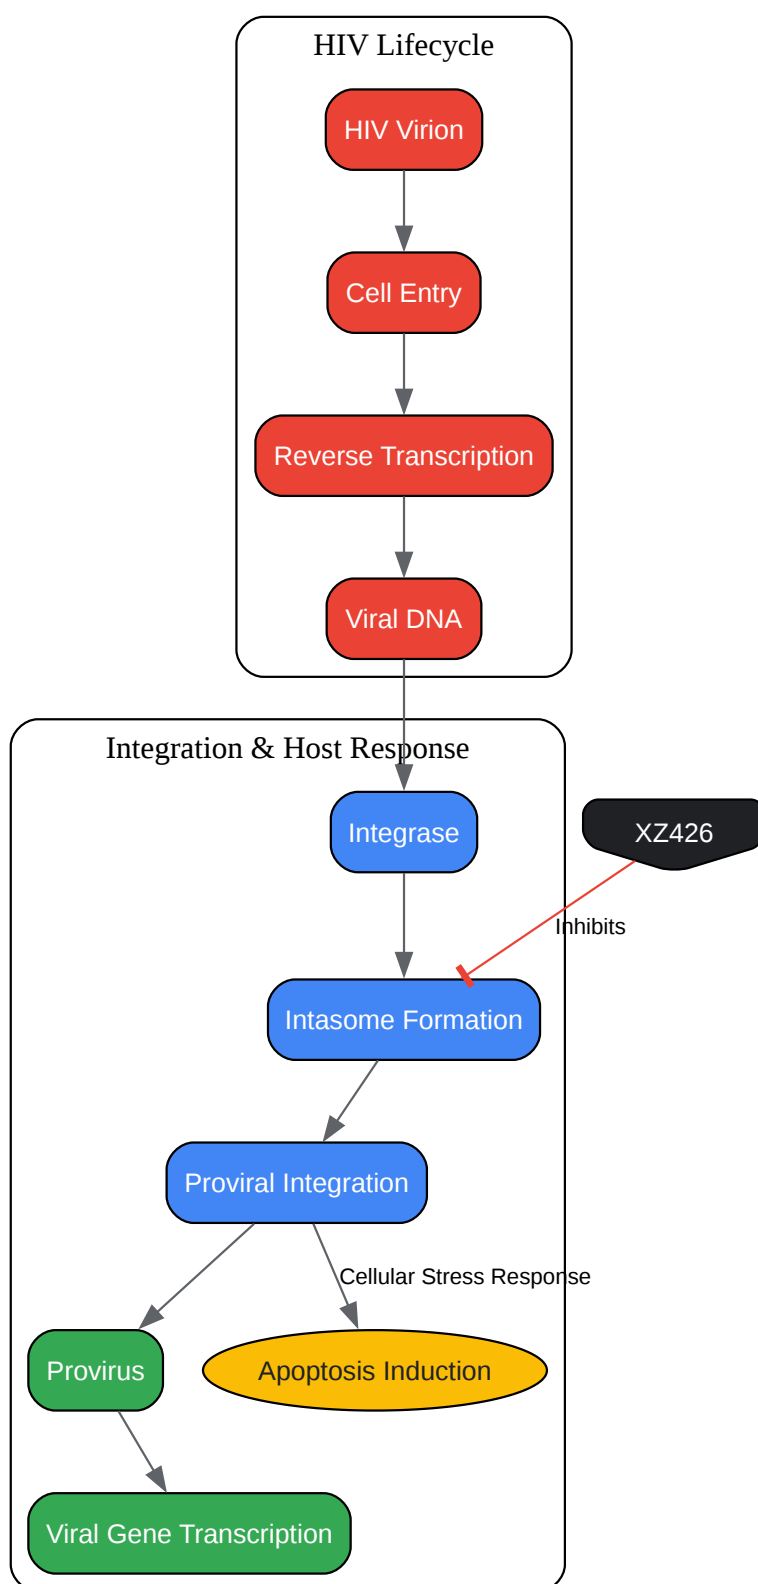 HIV Lifecycle
HIV Virion
Cell Entry
Reverse Transcription
Viral DNA
Integration & Host Response
Integrase
XZ426
Inhibits
Intasome Formation
Proviral Integration
Cellular Stress Response
Provirus
Apoptosis Induction
Viral Gene Transcription